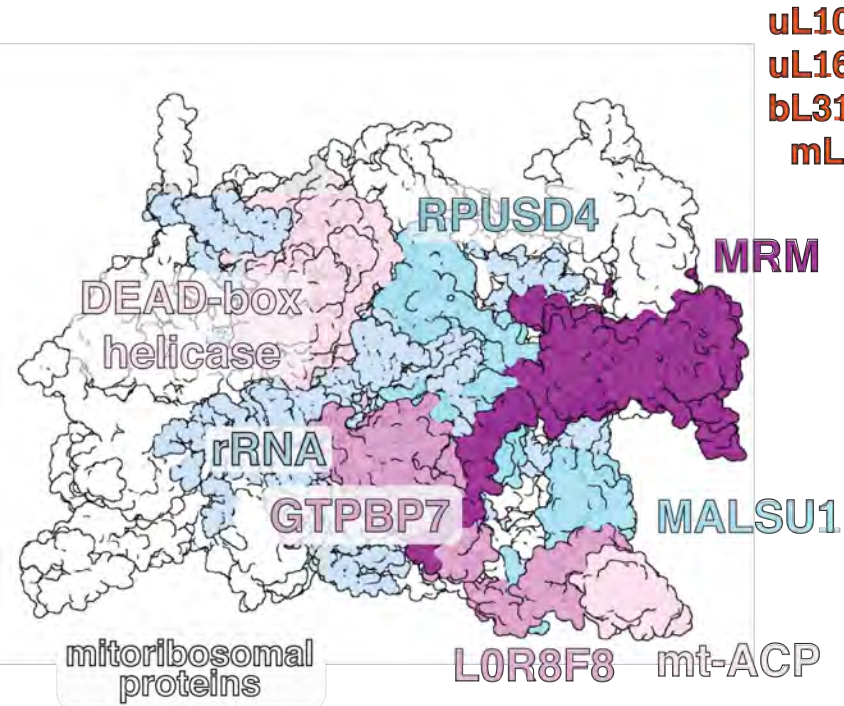 uL10
uL16
bL31
mL
RPUSD4
MRM
DEAD-box
helicase
rRNA
GTPBP7
MALSU1
mitoribosomal
proteins
L0R8F8
mt-ACP